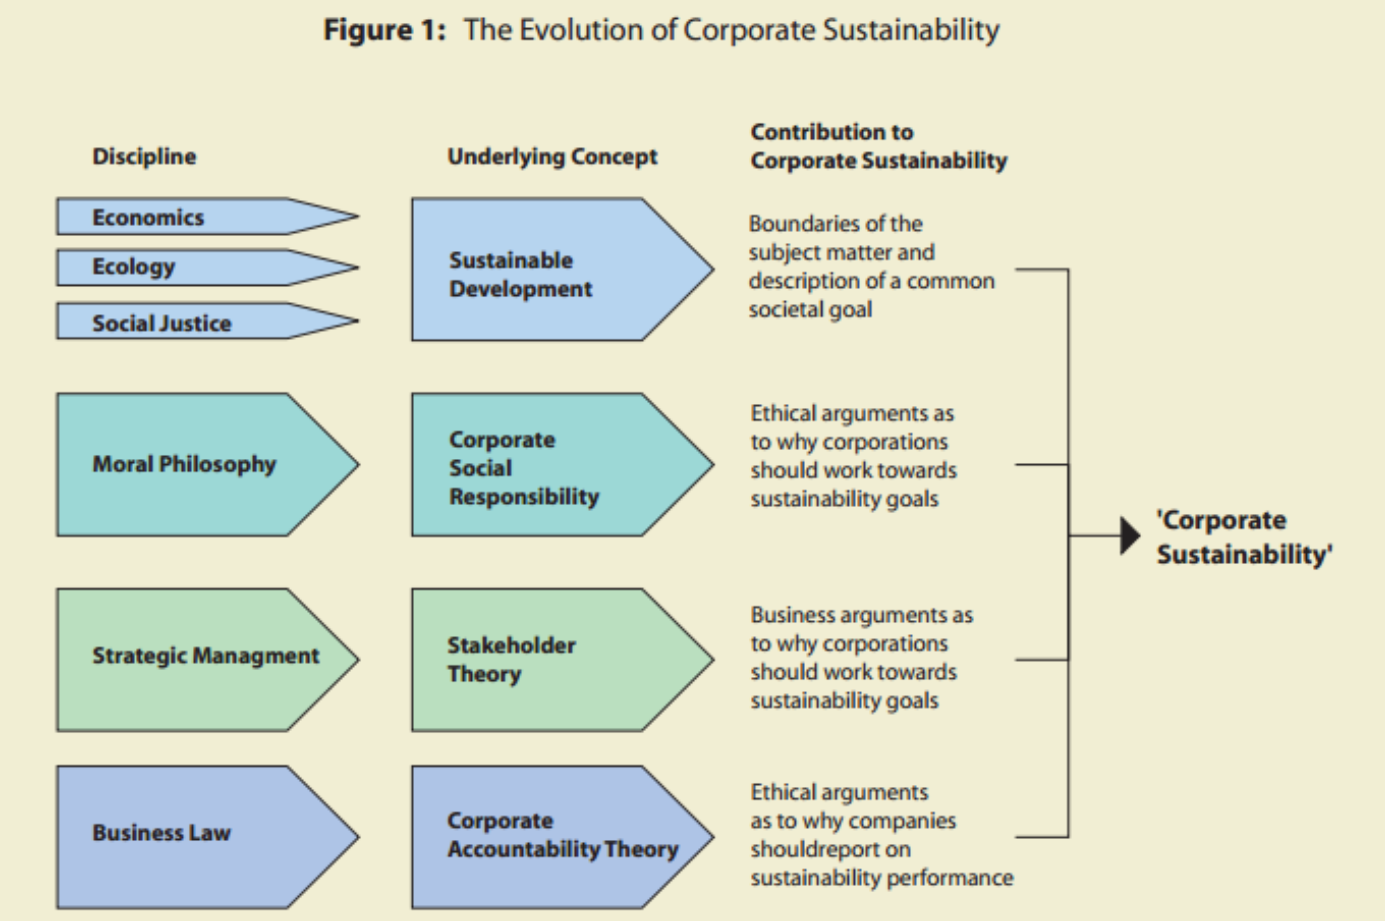 Figure 1: The Evolution of Corporate Sustainability
Discipline
Underlying Concept
Contribution to
Corporate Sustainability
Economics
Ecology
Social Justice
Sustainable
Development
Boundaries of the
subject matter and
description of a common
societal goal
Moral Philosophy
Corporate
Social
Responsibility
Ethical arguments as
to why corporations
should work towards
sustainability goals
Strategic Managment
Stakeholder
Theory
Business arguments as
to why corporations
should work towards
sustainability goals
Business Law
Corporate
Accountability Theory
Ethical arguments
as to why companies
shouldreport on
sustainability performance
'Corporate
Sustainability'